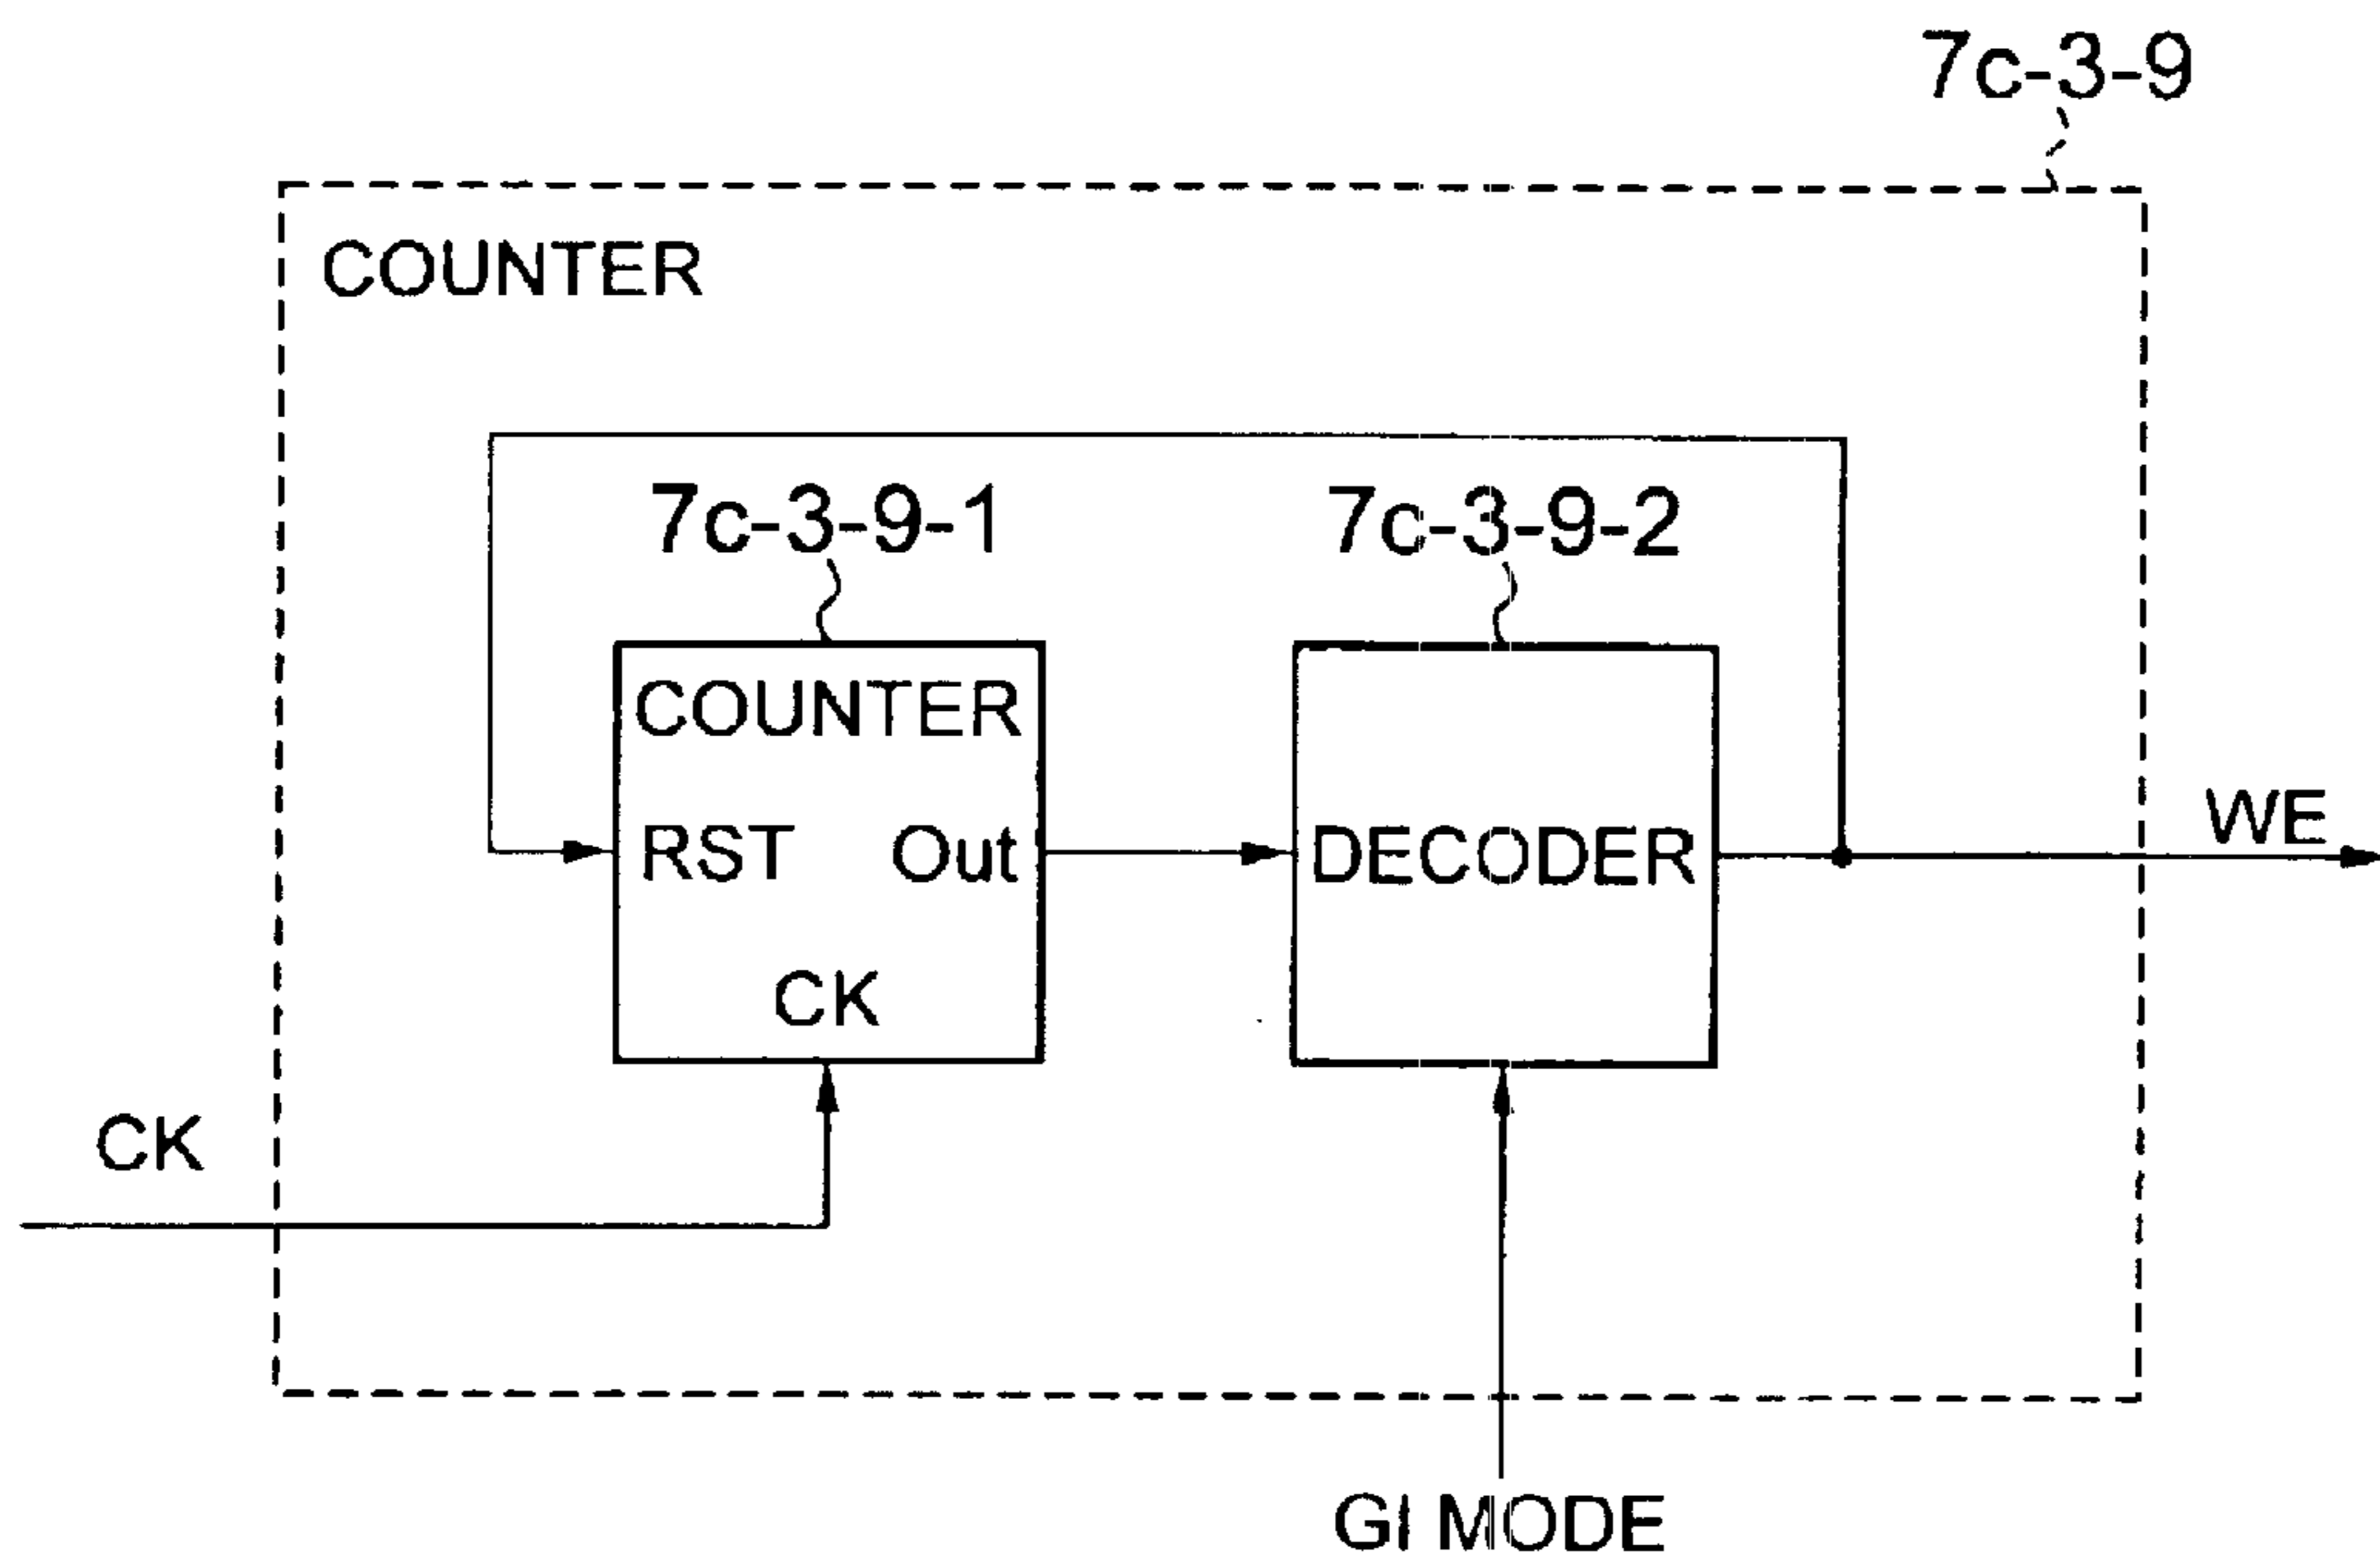 7c-3-9
COUNTER
7c-3-9-1
7c-3-9-2
COUNTER
RST Out
CK
DECODER
WE
CK
GI MODE